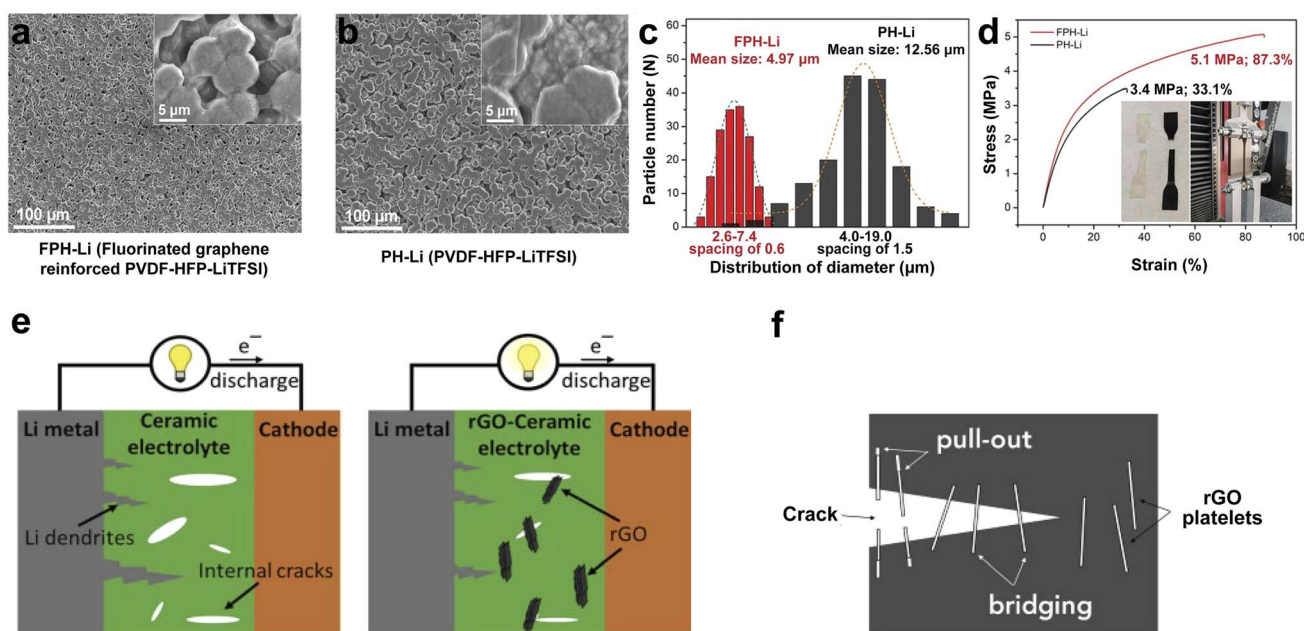 a
5 µm
100 µm
FPH-Li (Fluorinated graphene
reinforced PVDF-HFP-LiTFSI)
b
5 µm
100 µm
PH-Li (PVDF-HFP-LiTFSI)
c
FPH-Li
Mean size: 4.97 µm
PH-Li
Mean size: 12.56 µm
Particle number (N)
60
50
40
30
20
10
0
2.6-7.4
spacing of 0.6
4.0-19.0
spacing of 1.5
Distribution of diameter (µm)
d
FPH-Li
PH-Li
5.1 MPa; 87.3%
3.4 MPa; 33.1%
Stress (MPa)
5
4
3
2
1
0
0 20 40 60 80 100
Strain (%)
e
e−
discharge
Li metal
Ceramic
electrolyte
Cathode
Li dendrites
Internal cracks
e−
discharge
Li metal
rGO-Ceramic
electrolyte
Cathode
rGO
f
pull-out
Crack
rGO
platelets
bridging